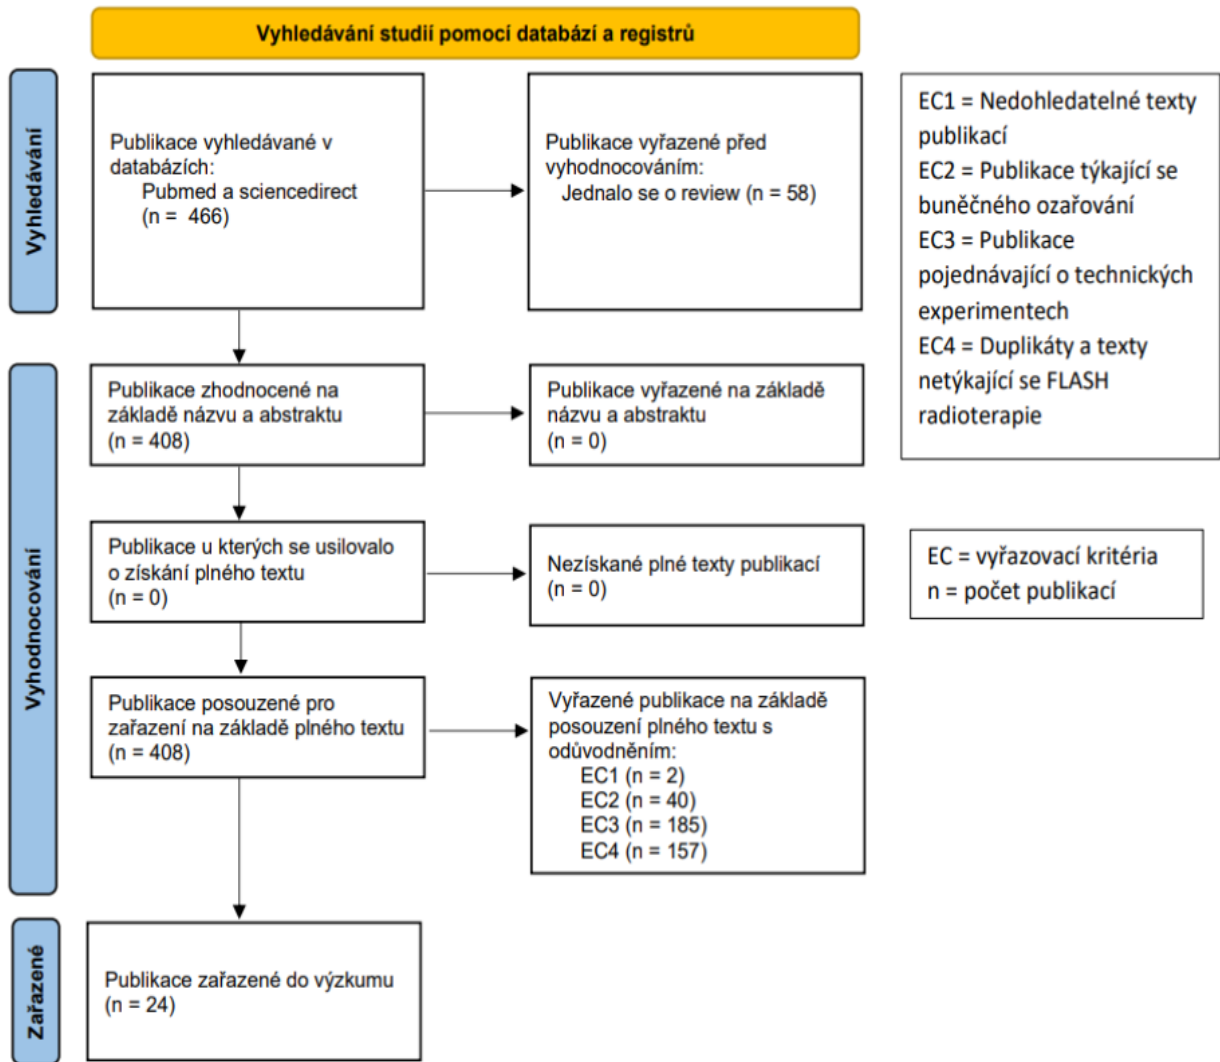 Vyhledávání studií pomocí databází a registrů
Vyhledávání
Publikace vyhledávané v
databázích:
Pubmed a sciencedirect
(n = 466)
Publikace vyřazené před
vyhodnocováním:
Jednalo se o review (n = 58)
EC1 = Nedohledatelné texty
publikací
EC2 = Publikace týkající se
buněčného ozařování
EC3 = Publikace
pojednávající o technických
experimentech
EC4 = Duplikáty a texty
netýkající se FLASH
radioterapie
Vyhodnocování
Publikace zhodnocené na
základě názvu a abstraktu
(n = 408)
Publikace vyřazené na základě
názvu a abstraktu
(n = 0)
Publikace u kterých se usilovalo
o získání plného textu
(n = 0)
Nezískané plné texty publikací
(n = 0)
EC = vyřazovací kritéria
n = počet publikací
Publikace posouzené pro
zařazení na základě plného textu
(n = 408)
Vyřazené publikace na základě
posouzení plného textu s
odůvodněním:
EC1 (n = 2)
EC2 (n = 40)
EC3 (n = 185)
EC4 (n = 157)
Zařazené
Publikace zařazené do výzkumu
(n = 24)